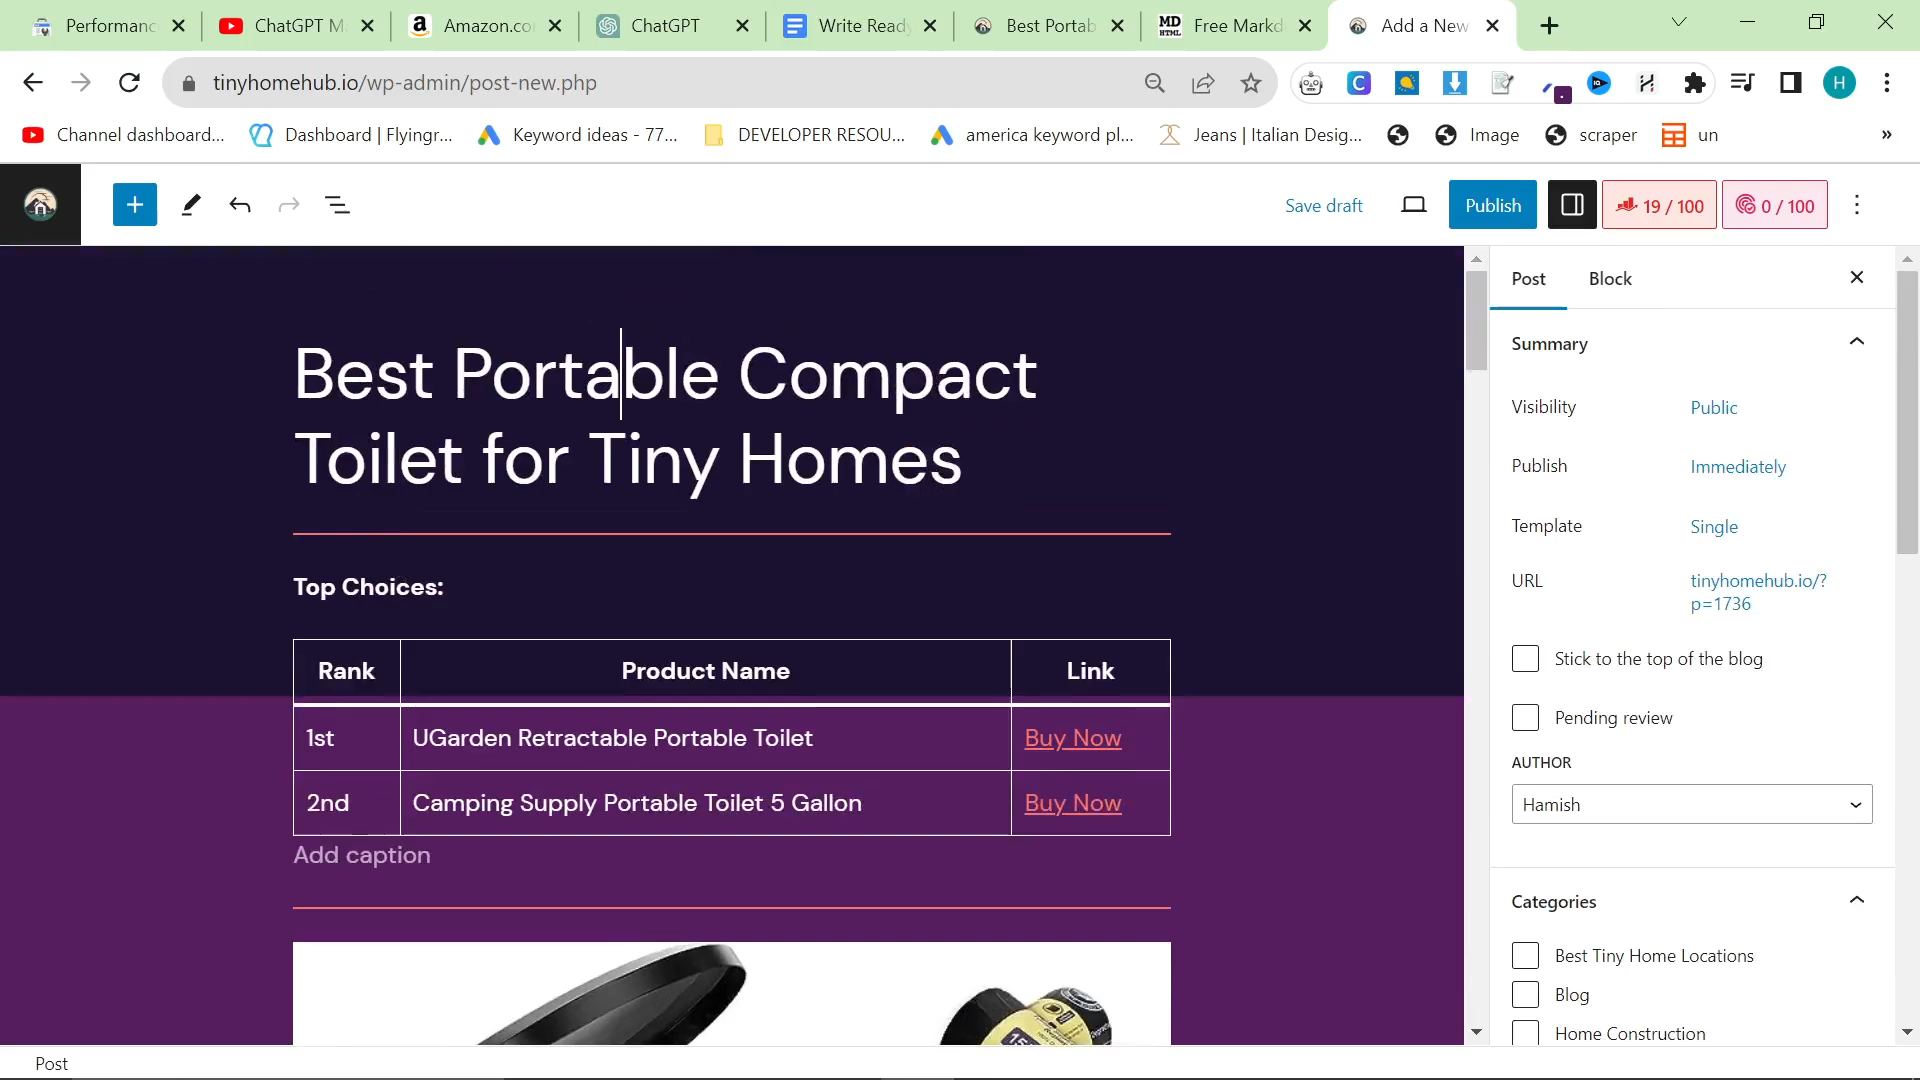 Performanc
ChatGPT M
Amazon.co
ChatGPT
Write Ready
Best Portab
Free Markd
Add a New
tinyhomehub.io/wp-admin/post-new.php
H
Channel dashboard...
Dashboard | Flyingr...
Keyword ideas - 77...
DEVELOPER RESOU...
america keyword pl...
Jeans | Italian Desig...
Image
scraper
un
»
Save draft
Publish
19 / 100
0 / 100
Best Portable Compact
Toilet for Tiny Homes
Top Choices:
Rank
Product Name
Link
1st
UGarden Retractable Portable Toilet
Buy Now
2nd
Camping Supply Portable Toilet 5 Gallon
Buy Now
Add caption
Post
Block
Summary
Visibility
Public
Publish
Immediately
Template
Single
URL
tinyhomehub.io/?
p=1736
Stick to the top of the blog
Pending review
AUTHOR
Hamish
Categories
Best Tiny Home Locations
Blog
Home Construction
Post